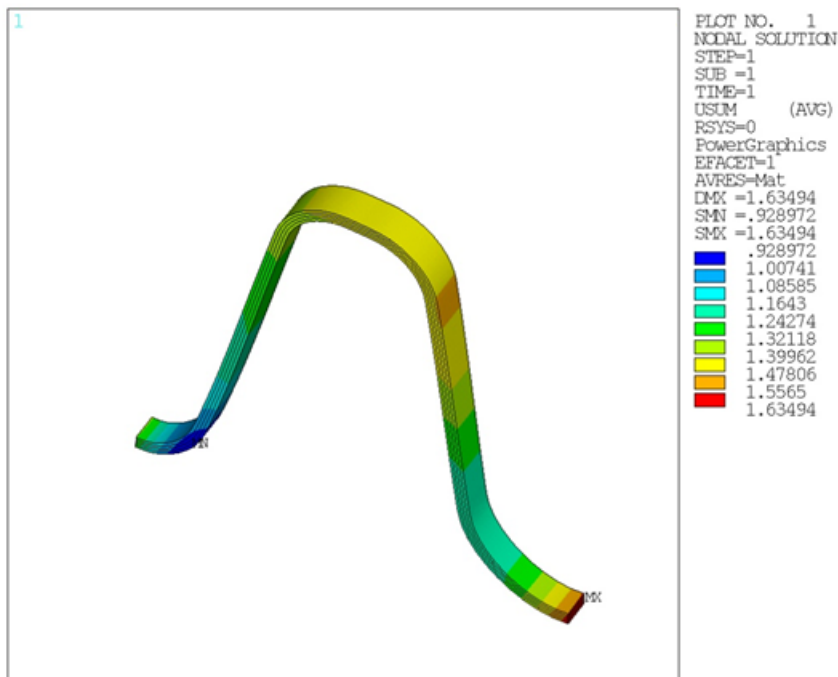 1
PLOT NO. 1
NODAL SOLUTION
STEP=1
SUB =1
TIME=1
USUM (AVG)
RSYS=0
PowerGraphics
EFACET=1
AVRES=Mat
DMX =1.63494
SMN =.928972
SMX =1.63494
.928972
1.00741
1.08585
1.1643
1.24274
1.32118
1.39962
1.47806
1.5565
1.63494
MN
MX